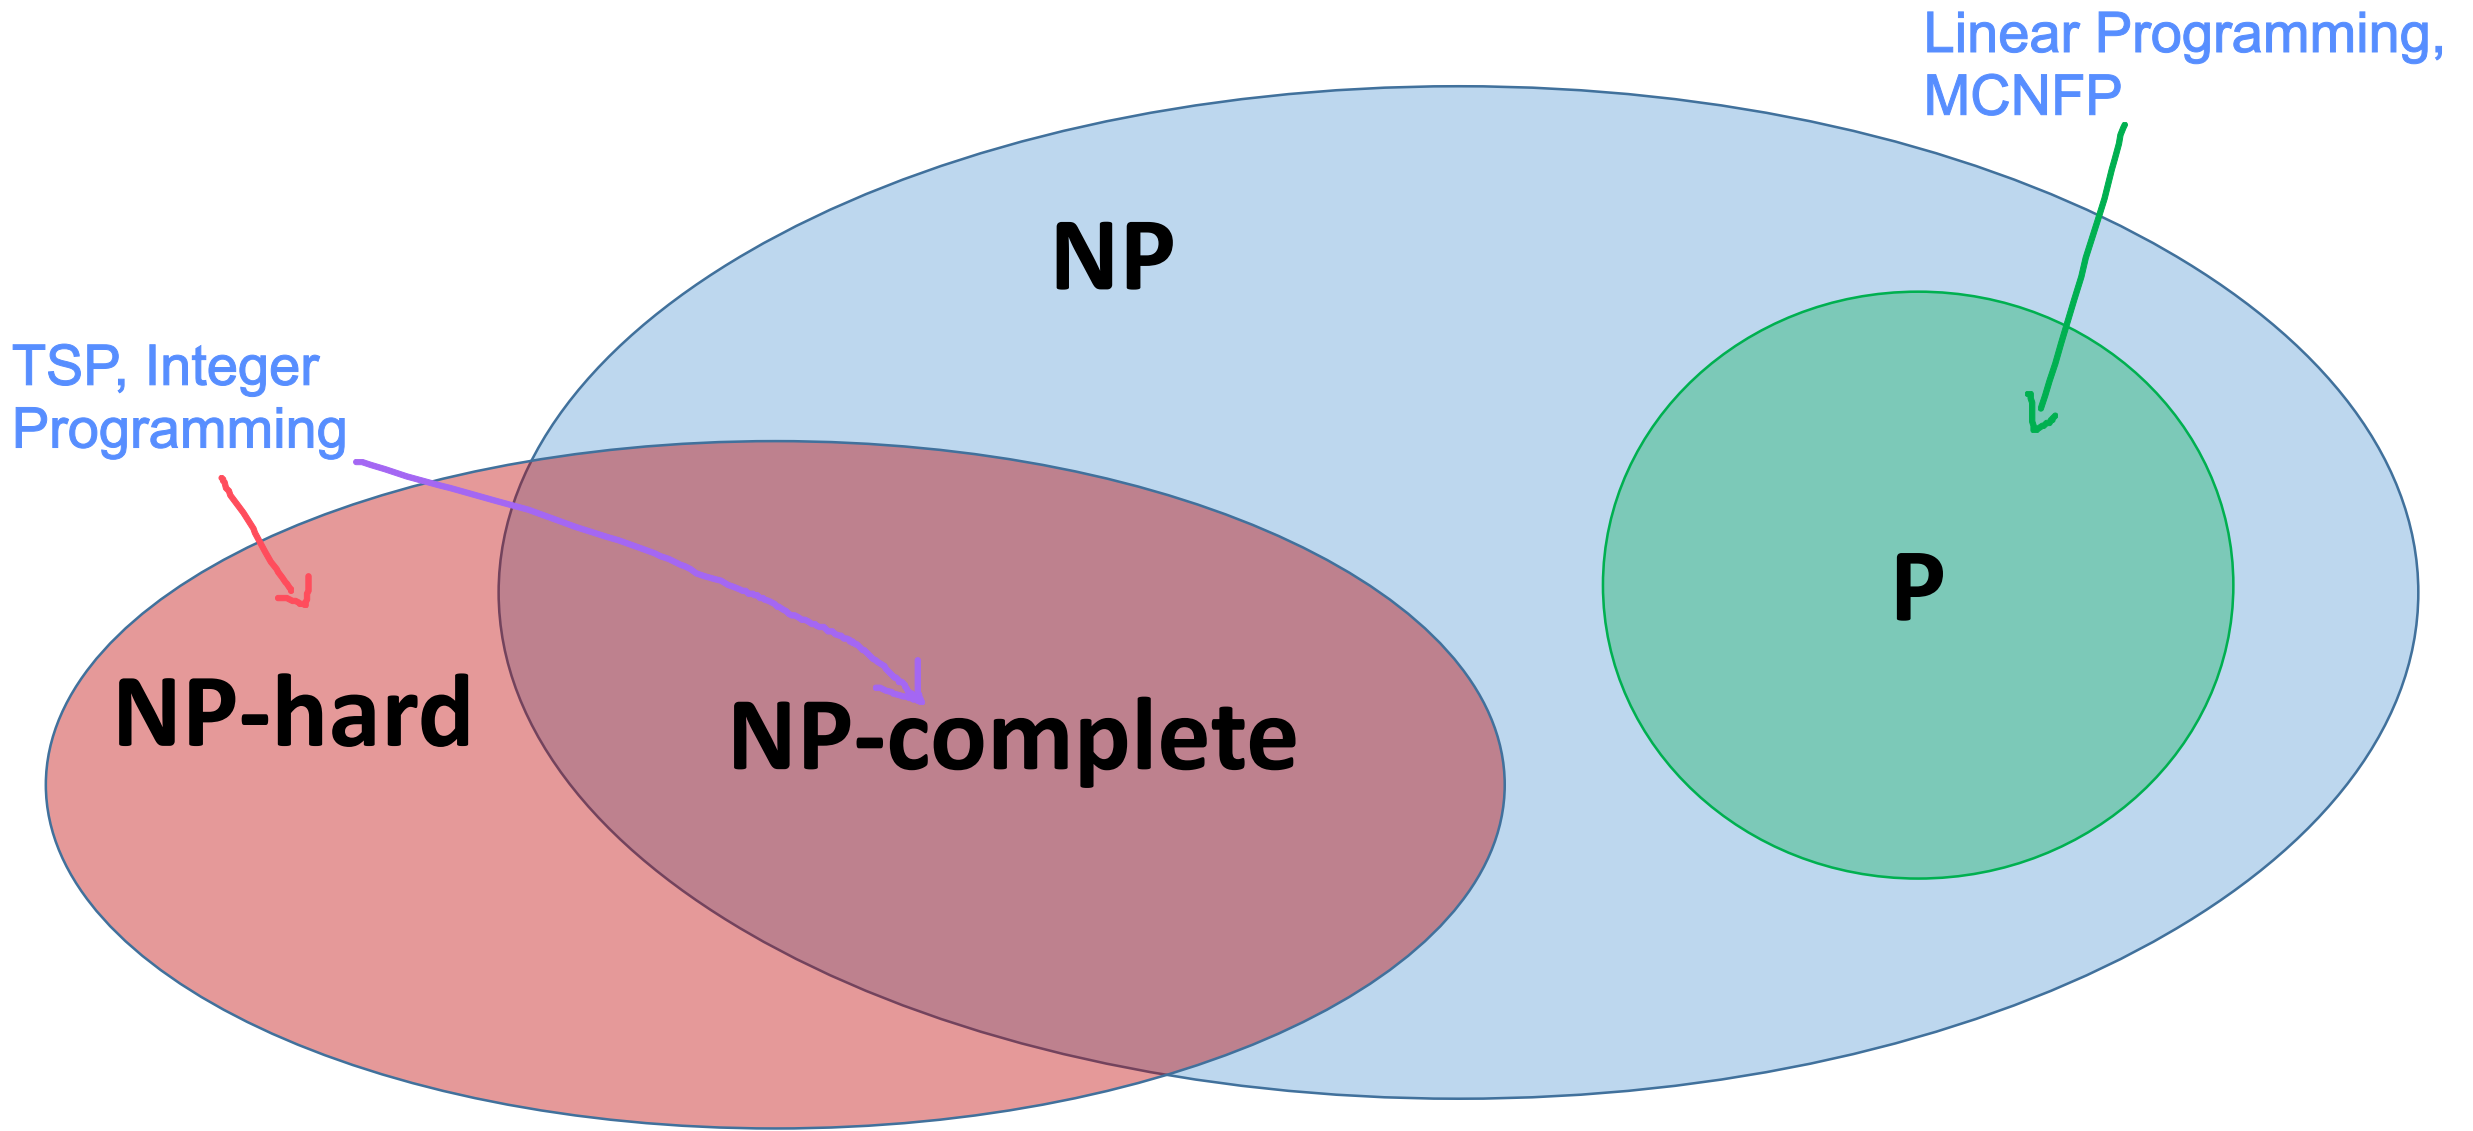 Linear Programming,
MCNFP
NP
TSP, Integer
Programming
P
NP-hard
NP-complete